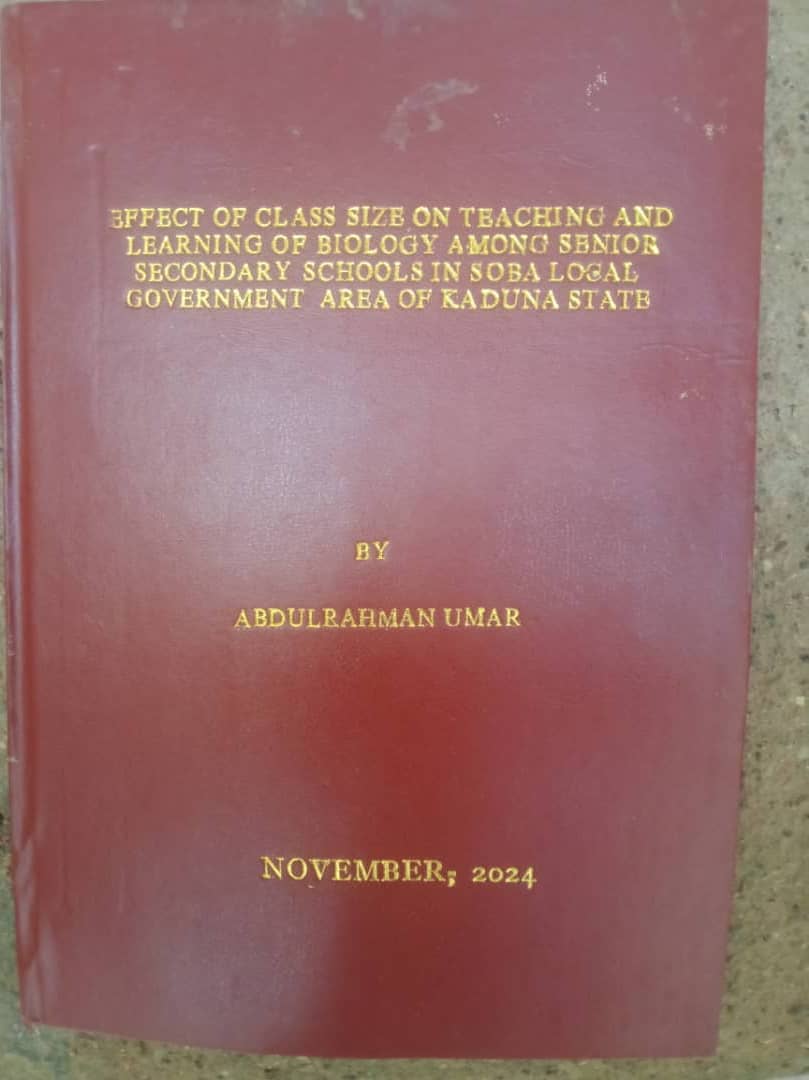 EFFECT OF CLASS SIZE ON TEACHING AND
LEARNING OF BIOLOGY AMONG SENIOR
SECONDARY SCHOOLS IN SOBA LOCAL
GOVERNMENT AREA OF KADUNA STATE
BY
ABDULRAHMAN UMAR
NOVEMBER, 2024